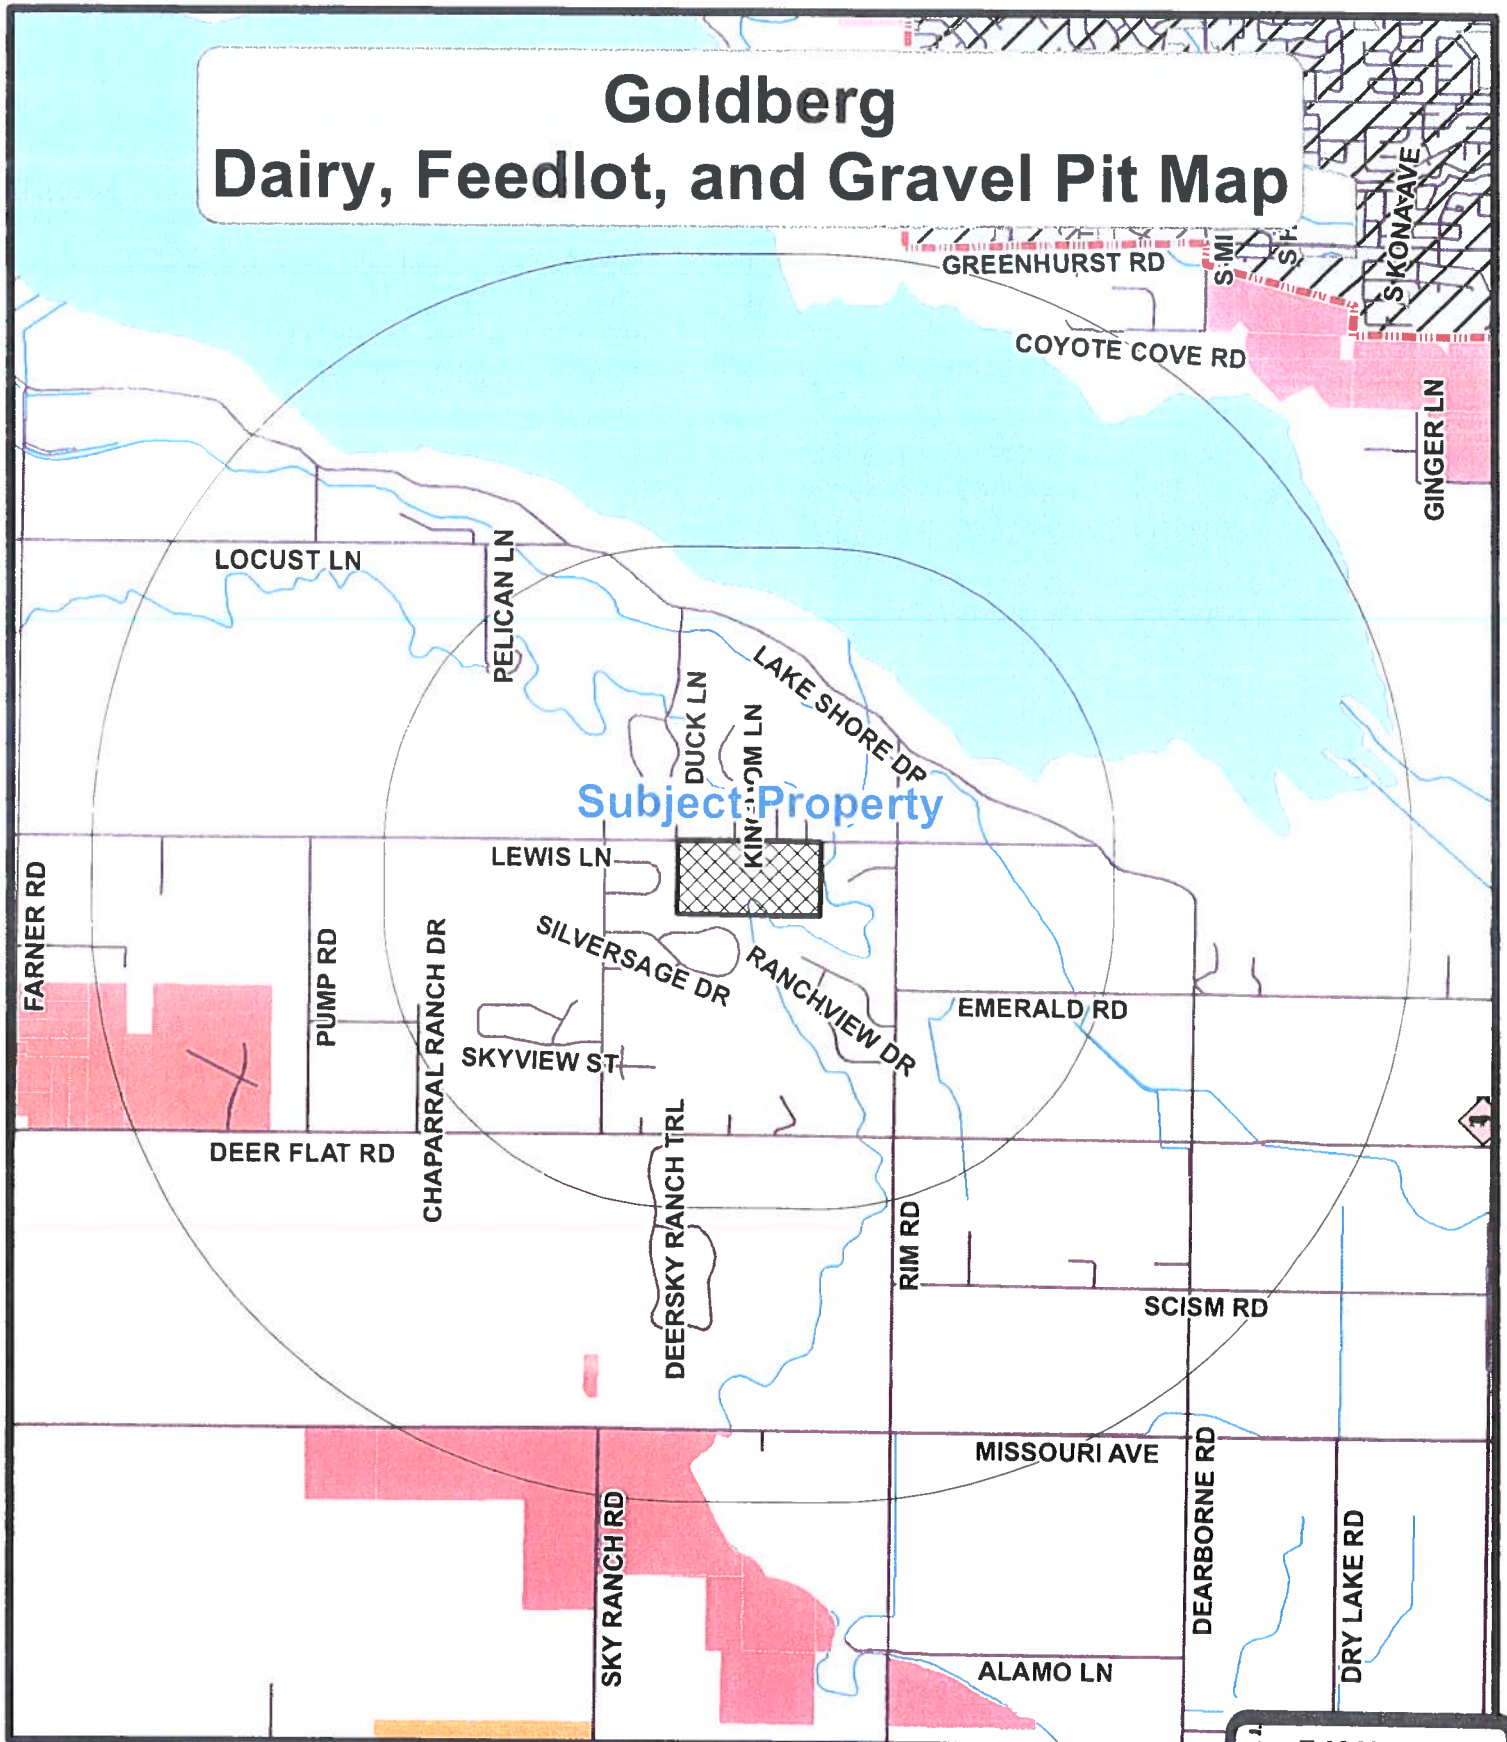 Goldberg
Dairy, Feedlot, and Gravel Pit Map
S KONA AVE
GREENHURST RD
S MI
COYOTE COVE RD
GINGER LN
LOCUST LN
PELICAN LN
LAKE SHORE DR
DUCK LN
Subject Property
LEWIS LN
FARNER RD
SILVERSAGE DR
RANCHVIEW DR
PUMP RD
CHAPARRAL RANCH DR
EMERALD RD
SKYVIEW ST
DEER FLAT RD
DEERSKY RANCH TRL
RIM RD
SCISM RD
MISSOURI AVE
DEARBORNE RD
SKY RANCH RD
DRY LAKE RD
ALAMO LN